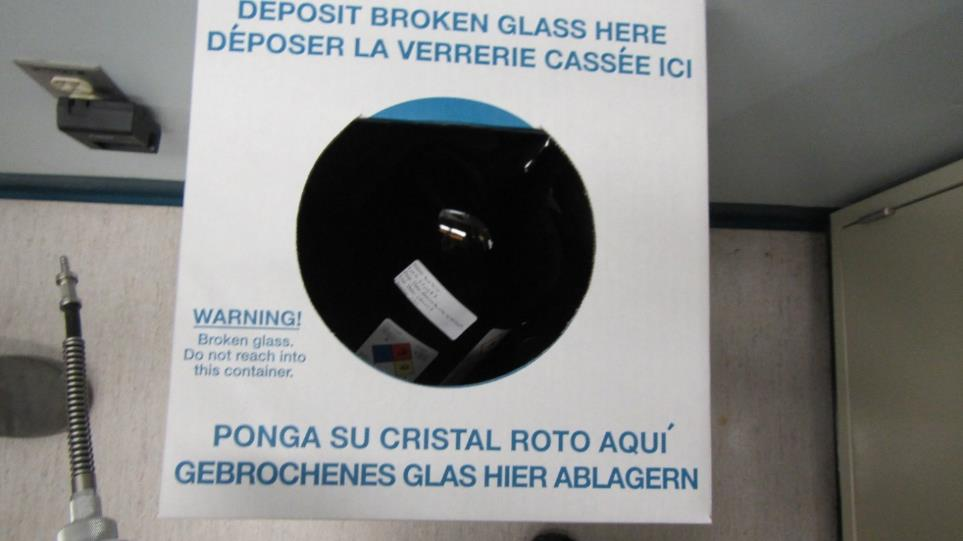 DEPOSIT BROKEN GLASS HERE
DÉPOSER LA VERRERIE CASSÉE ICI
WARNING!
Broken glass.
Do not reach into
this container.
PONGA SU CRISTAL ROTO AQUÍ
GEBROCHENES GLAS HIER ABLAGERN